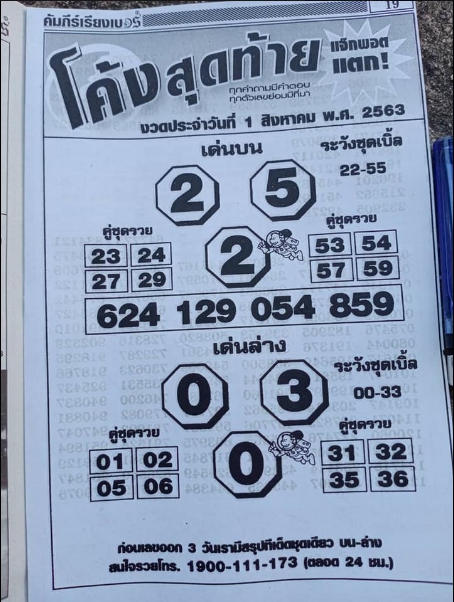 คัมภีร์เรียงเบอร์
19
โค้งสุดท้าย
แจ็กพอต
แตก!
ทุกคำถามมีคำตอบ
ทุกตัวเลขย่อมมีที่มา
งวดประจำวันที่ 1 สิงหาคม พ.ศ. 2563
เด่นบน
ระวังชุดเบิ้ล
22-55
2 5
คู่ชุดรวย
23 24
27 29
2
คู่ชุดรวย
53 54
57 59
624 129 054 859
เด่นล่าง
ระวังชุดเบิ้ล
00-33
0 3
คู่ชุดรวย
01 02
05 06
0
คู่ชุดรวย
31 32
35 36
ก่อนเลขออก 3 วันเรามีสรุปทีเด็ดชุดเดียว บน-ล่าง
สนใจรวยโทร. 1900-111-173 (ตลอด 24 ชม.)